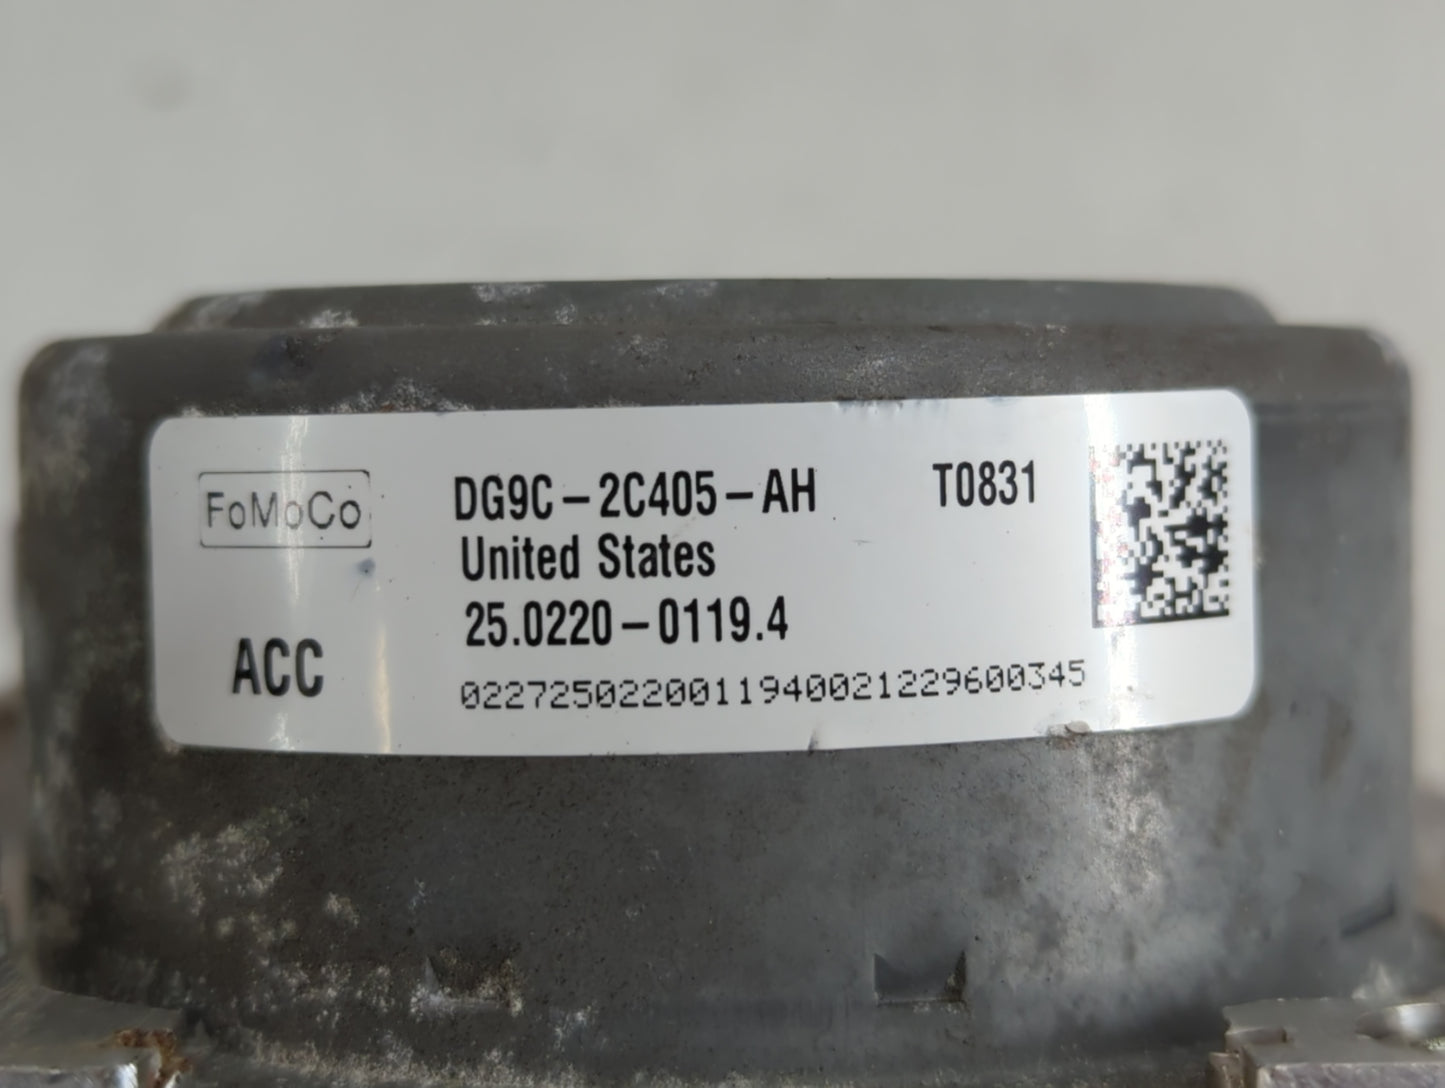 FoMoCo
DG9C-2C405-AH T0831
United States
25.0220-0119.4
ACC
0227250220011940021229600345